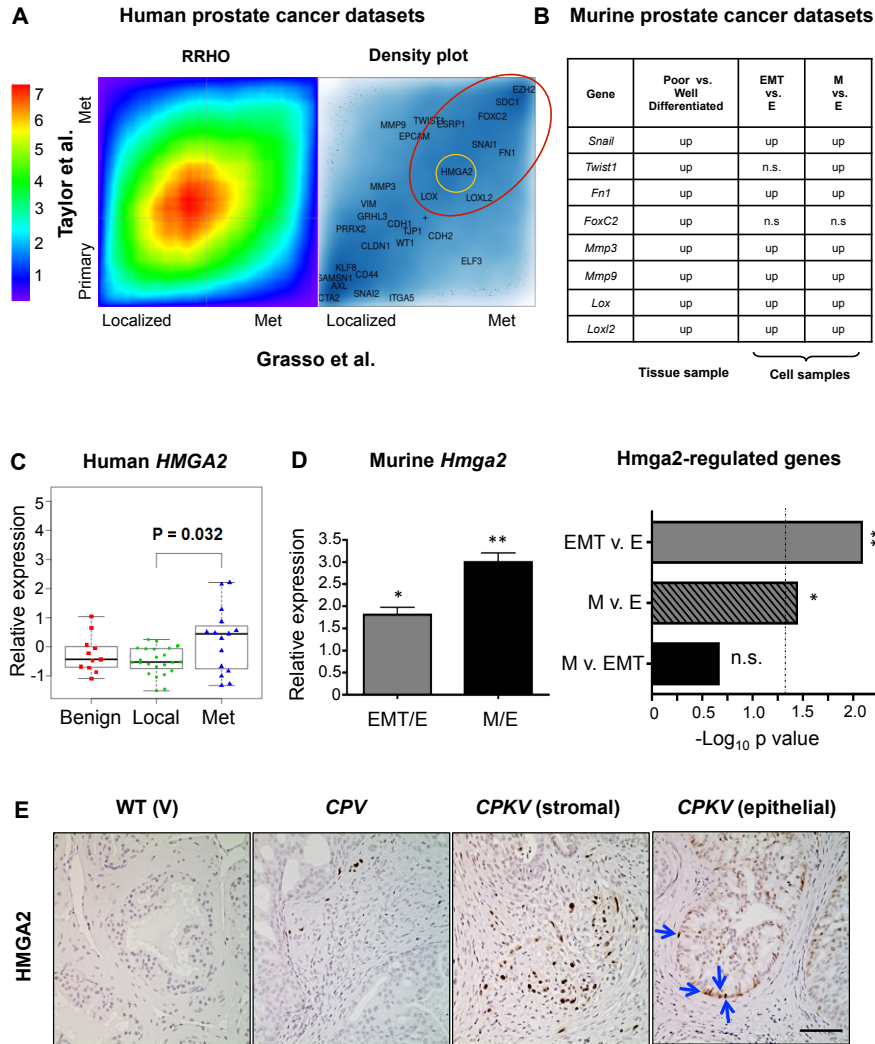 A Human prostate cancer datasets
RRHO Density plot
7
6
5
4
3
2
1
Taylor et al.
Met
Primary
Localized Met
EZH2
SDC1
FOXC2
TWIST1
MMP9 ESRP1
EPCAM
SNAI1
FN1
HMGA2
MMP3
LOX LOXL2
VIM
GRHL3
CDH1
PRRX2 TJP1
CDH2
WT1
CLDN1
ELF3
KLF8
CD44
SAMSN1
AXL
SNAI2
CTA2 ITGA5
Localized Met
Grasso et al.
B Murine prostate cancer datasets
Gene Poor vs. Well Differentiated EMT vs. E M vs. E
Snail up up up
Twist1 up n.s. up
Fn1 up up up
FoxC2 up n.s n.s
Mmp3 up up up
Mmp9 up up up
Lox up up up
Loxl2 up up up
Tissue sample Cell samples
C Human HMGA2
Relative expression
5
4
3
2
1
0
-1
P = 0.032
Benign Local Met
D Murine Hmga2
Relative expression
3.5
3.0
2.5
2.0
1.5
1.0
0.5
0
*
**
EMT/E M/E
Hmga2-regulated genes
EMT v. E **
M v. E *
M v. EMT n.s.
0 0.5 1.0 1.5 2.0
-Log10 p value
E WT (V) CPV CPKV (stromal) CPKV (epithelial)
HMGA2